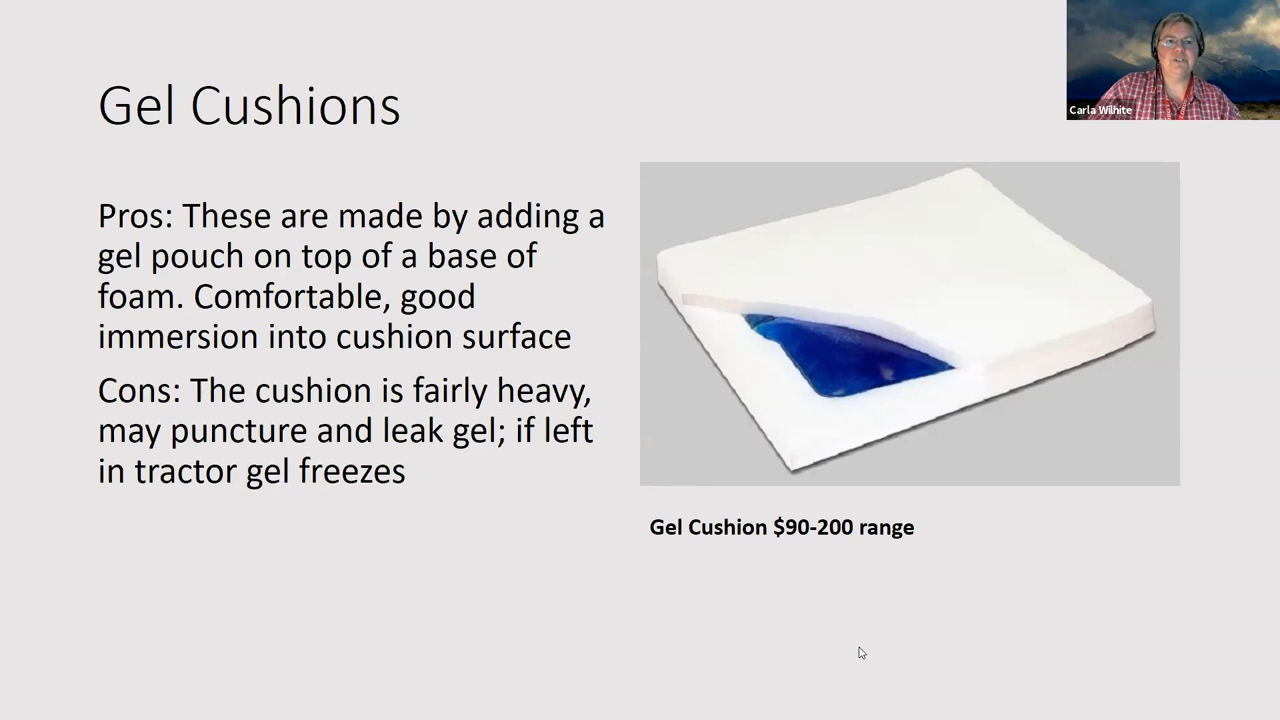 Carla Wilhite
Gel Cushions
Pros: These are made by adding a
gel pouch on top of a base of
foam. Comfortable, good
immersion into cushion surface
Cons: The cushion is fairly heavy,
may puncture and leak gel; if left
in tractor gel freezes
Gel Cushion $90-200 range